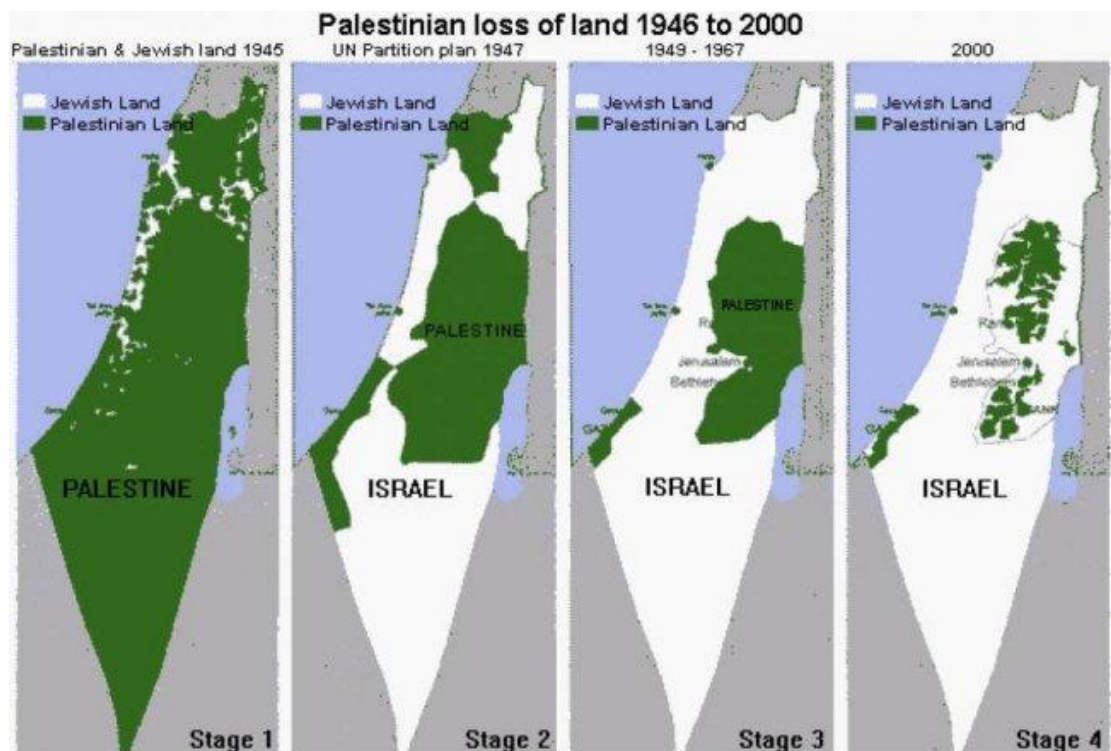 Palestinian loss of land 1946 to 2000
Palestinian & Jewish land 1945
UN Partition plan 1947
1949 - 1967
2000
Jewish Land
Palestinian Land
PALESTINE
Stage 1
Jewish Land
Palestinian Land
PALESTINE
ISRAEL
Stage 2
Jewish Land
Palestinian Land
PALESTINE
Jerusalem
ISRAEL
Stage 3
Jewish Land
Palestinian Land
Jerusalem
Bethlehem
ISRAEL
Stage 4